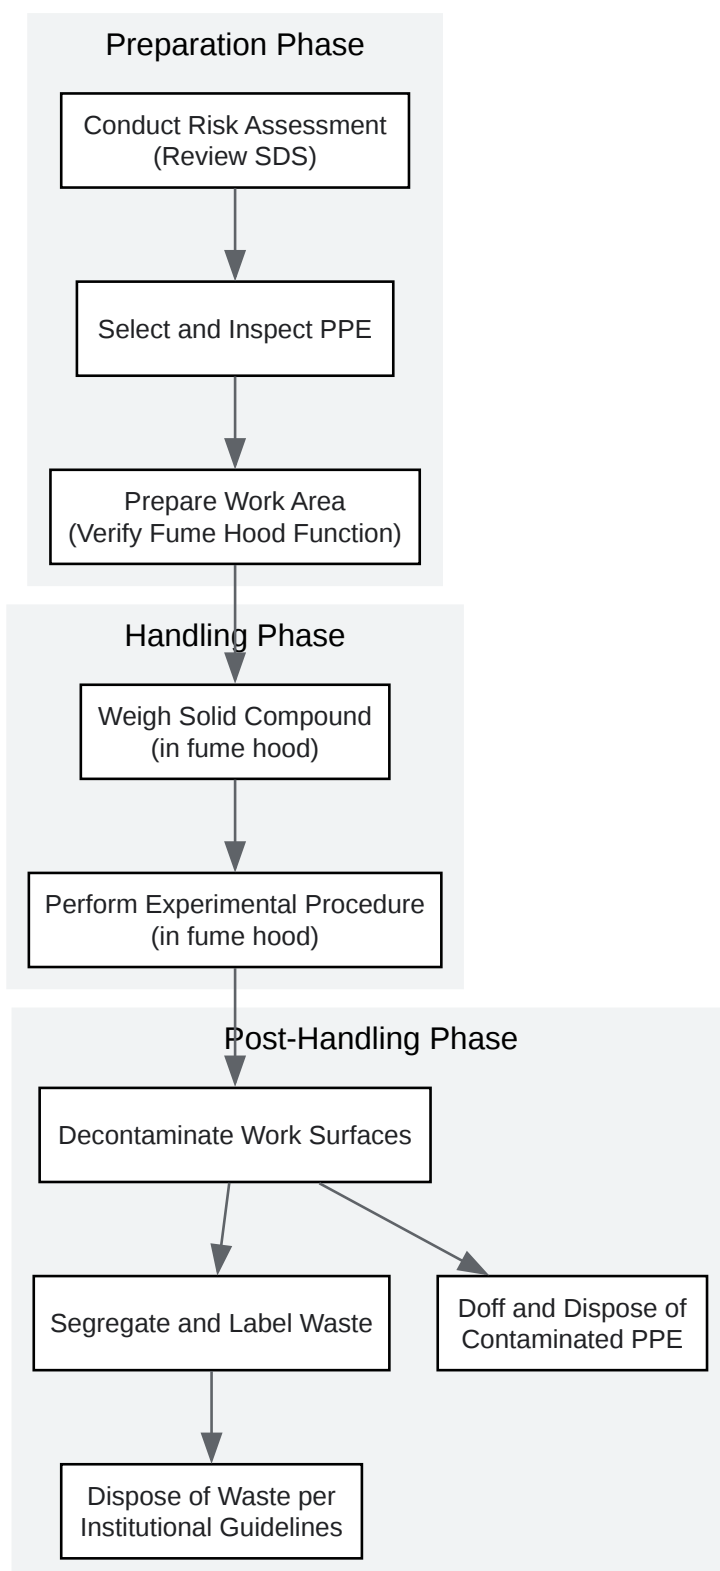 Preparation Phase
Conduct Risk Assessment
(Review SDS)
Select and Inspect PPE
Prepare Work Area
(Verify Fume Hood Function)
Handling Phase
Weigh Solid Compound
(in fume hood)
Perform Experimental Procedure
(in fume hood)
Post-Handling Phase
Decontaminate Work Surfaces
Segregate and Label Waste
Doff and Dispose of
Contaminated PPE
Dispose of Waste per
Institutional Guidelines